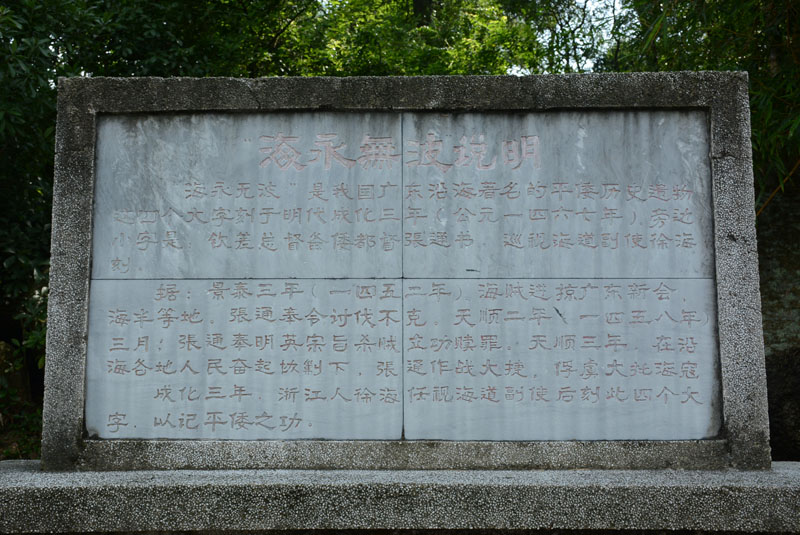 “海永無波”说明
“海永无波”是我国广东沿海著名的平倭历史遗物
这四个大字刻于明代成化三年(公元一四六七年),旁边
小字是:钦差总督备倭都督張通书,巡视海道副使徐海
刻.
据:景泰三年(一四五二年)海贼进掠广东新会.
海丰等地,張通奉令讨伐不克.天顺二年(一四五八年)
三月:張通奉英宗旨杀贼立功赎罪.天顺三年.在沿
海各地人民奋起协剿下,張通作战大捷,俘虏大批海寇
成化三年.浙江人徐海任视海道副使后刻此四个大
字.以记平倭之功.